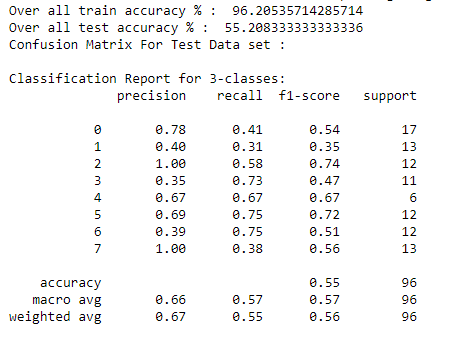 Over all train accuracy % :  96.20535714285714
Over all test accuracy % :  55.208333333333336
Confusion Matrix For Test Data set :
Classification Report for 3-classes:
precision recall f1-score support
0 0.78 0.41 0.54 17
1 0.40 0.31 0.35 13
2 1.00 0.58 0.74 12
3 0.35 0.73 0.47 11
4 0.67 0.67 0.67 6
5 0.69 0.75 0.72 12
6 0.39 0.75 0.51 12
7 1.00 0.38 0.56 13
accuracy 0.55 96
macro avg 0.66 0.57 0.57 96
weighted avg 0.67 0.55 0.56 96